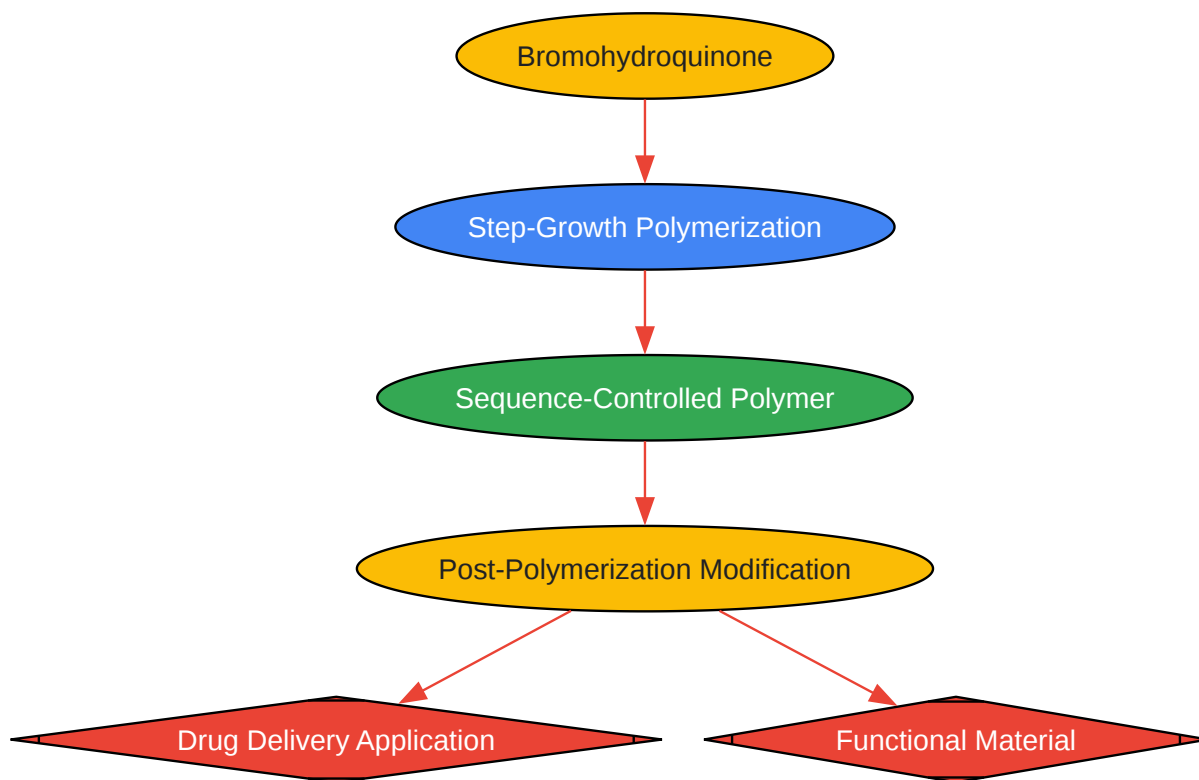 Bromohydroquinone
Step-Growth Polymerization
Sequence-Controlled Polymer
Post-Polymerization Modification
Drug Delivery Application
Functional Material